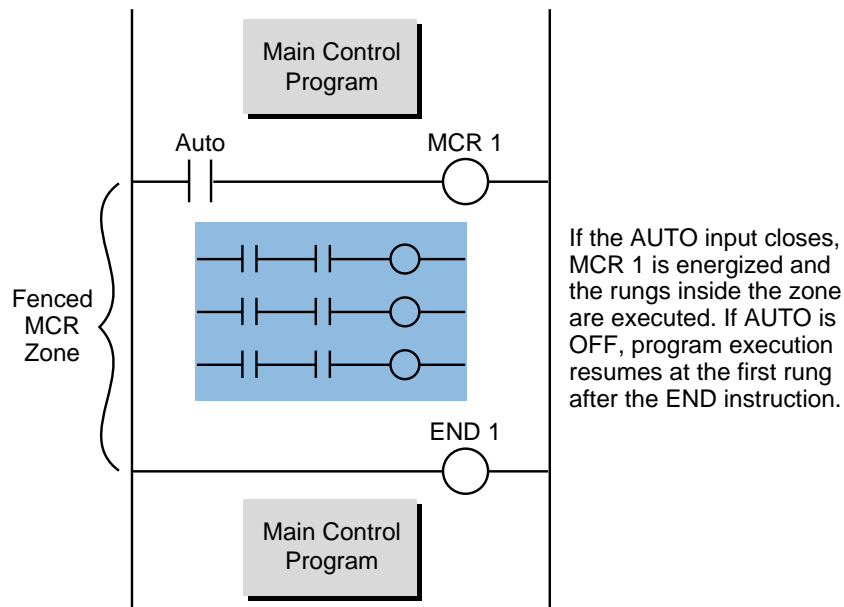 Main Control
Program
Auto
MCR 1
Fenced
MCR
Zone
If the AUTO input closes,
MCR 1 is energized and
the rungs inside the zone
are executed. If AUTO is
OFF, program execution
resumes at the first rung
after the END instruction.
END 1
Main Control
Program